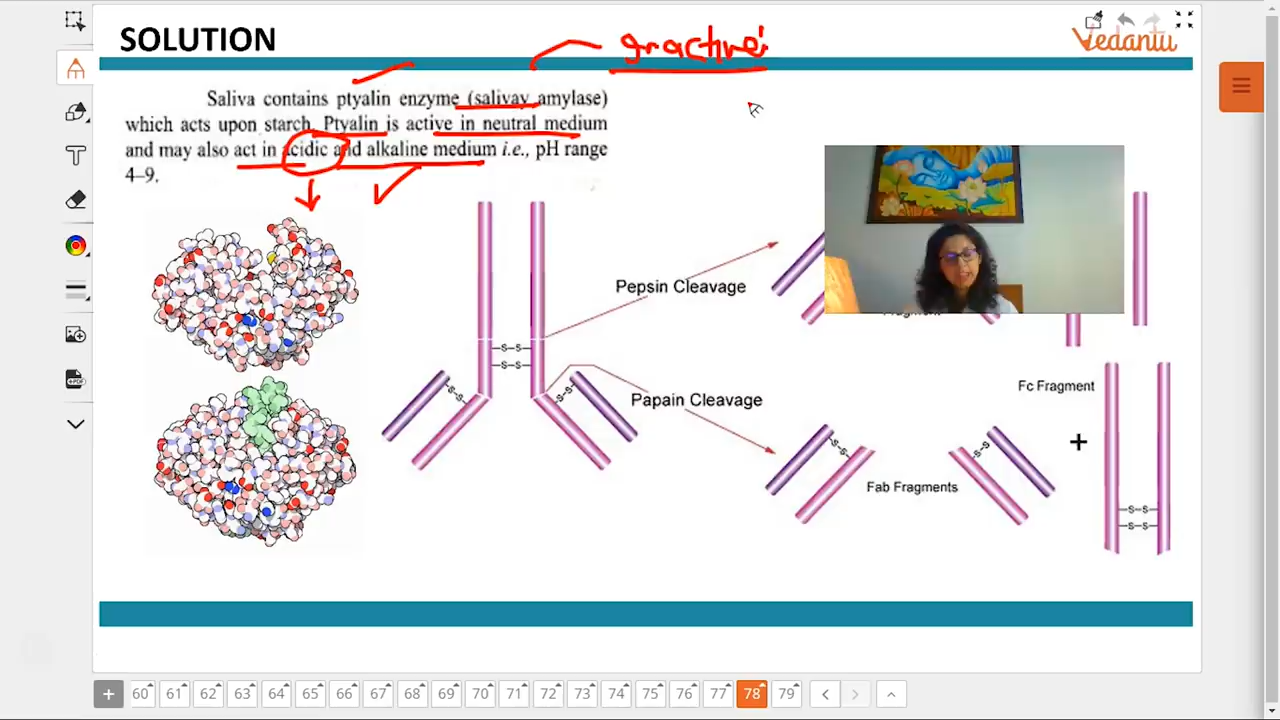 SOLUTION
Vedantu
Inactive
Saliva contains ptyalin enzyme (salivay amylase)
which acts upon starch. Ptyalin is active in neutral medium
and may also act in acidic and alkaline medium i.e., pH range
4–9.
Pepsin Cleavage
Fragment
S–S
S–S
S–S
S–S
Papain Cleavage
Fc Fragment
S–S
S–S
+
Fab Fragments
S–S
S–S
60 61 62 63 64 65 66 67 68 69 70 71 72 73 74 75 76 77 78 79